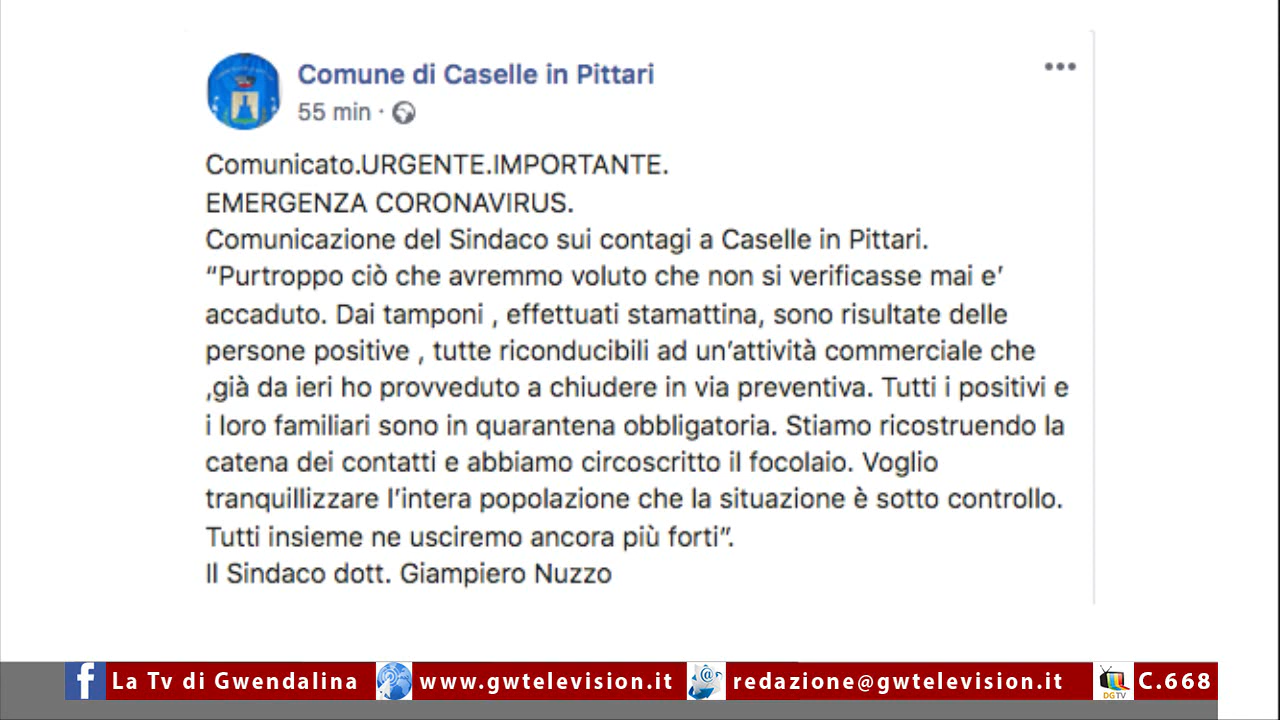 Comune di Caselle in Pittari
55 min ·
Comunicato.URGENTE.IMPORTANTE.
EMERGENZA CORONAVIRUS.
Comunicazione del Sindaco sui contagi a Caselle in Pittari.
“Purtroppo ciò che avremmo voluto che non si verificasse mai e’
accaduto. Dai tamponi , effettuati stamattina, sono risultate delle
persone positive , tutte riconducibili ad un’attività commerciale che
,già da ieri ho provveduto a chiudere in via preventiva. Tutti i positivi e
i loro familiari sono in quarantena obbligatoria. Stiamo ricostruendo la
catena dei contatti e abbiamo circoscritto il focolaio. Voglio
tranquillizzare l’intera popolazione che la situazione è sotto controllo.
Tutti insieme ne usciremo ancora più forti”.
Il Sindaco dott. Giampiero Nuzzo
La Tv di Gwendalina www.gwtelevision.it redazione@gwtelevision.it DGTV C.668